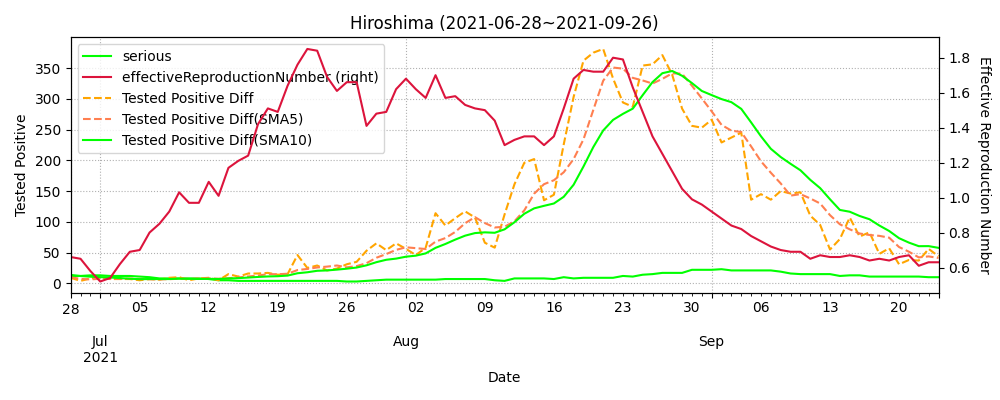 Hiroshima (2021-06-28~2021-09-26)
serious
effectiveReproductionNumber (right)
Tested Positive Diff
Tested Positive Diff(SMA5)
Tested Positive Diff(SMA10)
Tested Positive
350
300
250
200
150
100
50
0
1.8
1.6
1.4
1.2
1.0
0.8
0.6
Effective Reproduction Number
28 05 12 19 26 02 09 16 23 30 06 13 20
Jul Aug Sep
2021
Date